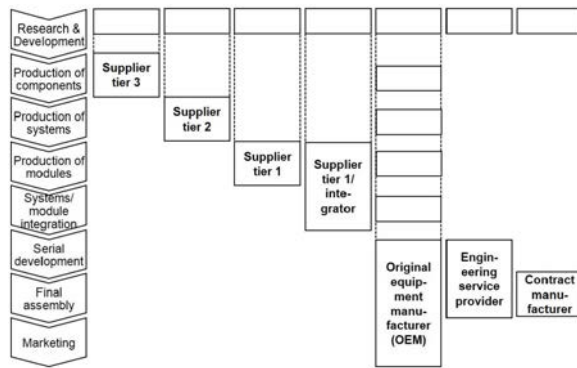 Research &
Development
Production of
components
Supplier
tier 3
Production of
systems
Supplier
tier 2
Production of
modules
Supplier
tier 1
Supplier
tier 1/
inte-
grator
Systems/
module
integration
Serial
development
Final
assembly
Marketing
Original
equip-
ment
manu-
facturer
(OEM)
Engin-
eering
service
provider
Contract
manu-
facturer